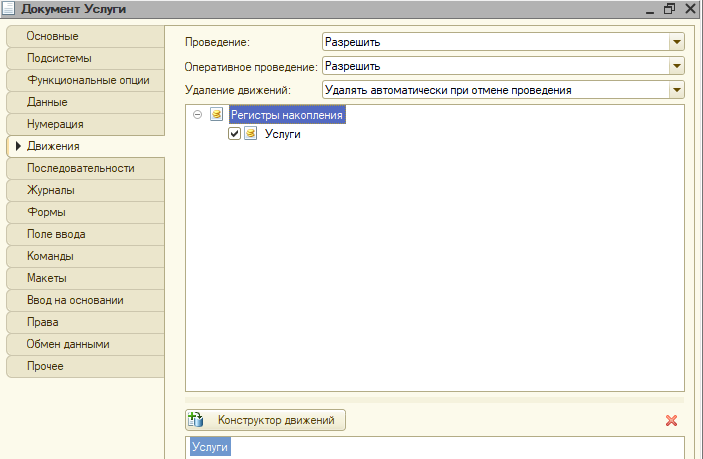 Документ Услуги
Основные
Подсистемы
Функциональные опции
Данные
Нумерация
Движения
Последовательности
Журналы
Формы
Поле ввода
Команды
Макеты
Ввод на основании
Права
Обмен данными
Прочее
Проведение: Разрешить
Оперативное проведение: Разрешить
Удаление движений: Удалять автоматически при отмене проведения
Регистры накопления
Услуги
Конструктор движений
Услуги